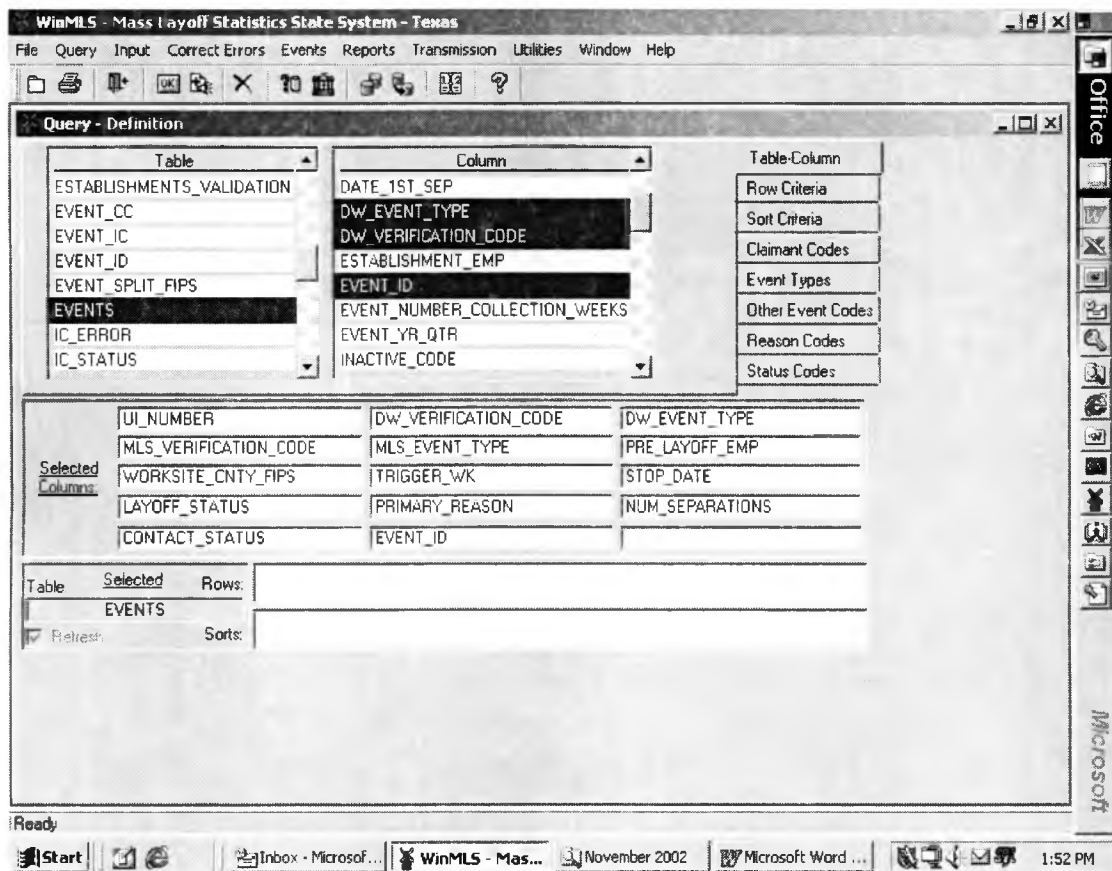 WinMLS - Mass Layoff Statistics State System - Texas
File Query Input Correct Errors Events Reports Transmission Utilities Window Help
Office
Query - Definition
Table
Column
ESTABLISHMENTS_VALIDATION
EVENT_CC
EVENT_IC
EVENT_ID
EVENT_SPLIT_FIPS
EVENTS
IC_ERROR
IC_STATUS
DATE_1ST_SEP
DW_EVENT_TYPE
DW_VERIFICATION_CODE
ESTABLISHMENT_EMP
EVENT_ID
EVENT_NUMBER_COLLECTION_WEEKS
EVENT_YR_QTR
INACTIVE_CODE
Table-Column
Row Criteria
Sort Criteria
Claimant Codes
Event Types
Other Event Codes
Reason Codes
Status Codes
Selected
Columns:
UI_NUMBER DW_VERIFICATION_CODE DW_EVENT_TYPE
MLS_VERIFICATION_CODE MLS_EVENT_TYPE PRE_LAYOFF_EMP
WORKSITE_CNTY_FIPS TRIGGER_WK STOP_DATE
LAYOFF_STATUS PRIMARY_REASON NUM_SEPARATIONS
CONTACT_STATUS EVENT_ID
Table Selected Rows:
EVENTS
Refresh Sorts:
Microsoft
Ready
Start Inbox - Microsof... WinMLS - Mas... November 2002 Microsoft Word ... 1:52 PM